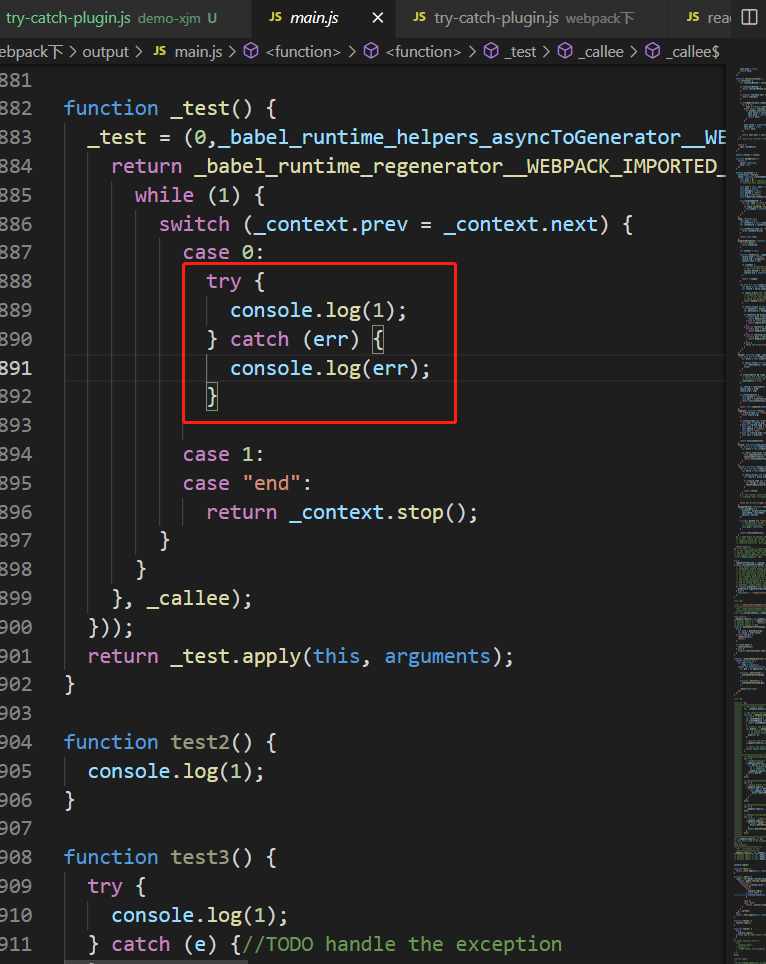 try-catch-plugin.js demo-xjm U JS main.js JS try-catch-plugin.js webpack下 JS
ebpack下 > output > JS main.js > <function> > <function> > _test > _callee > _callee$
881
882 function _test() {
883 _test = (0,_babel_runtime_helpers_asyncToGenerator__WE
884 return _babel_runtime_regenerator__WEBPACK_IMPORTED_
885 while (1) {
886 switch (_context.prev = _context.next) {
887 case 0:
888 try {
889 console.log(1);
890 } catch (err) {
891 console.log(err);
892 }
893
894 case 1:
895 case "end":
896 return _context.stop();
897 }
898 }
899 }, _callee);
900 }));
901 return _test.apply(this, arguments);
902 }
903
904 function test2() {
905 console.log(1);
906 }
907
908 function test3() {
909 try {
910 console.log(1);
911 } catch (e) {//TODO handle the exception